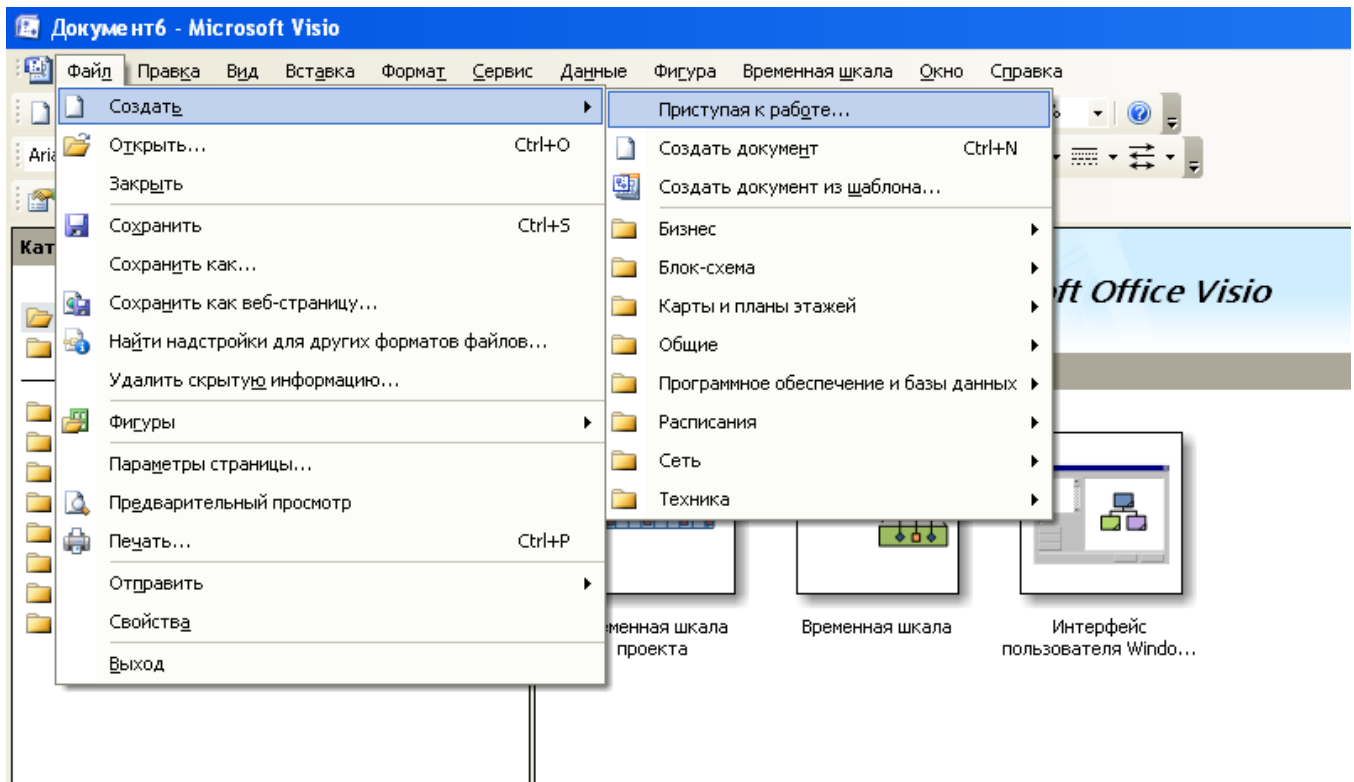 Документ6 - Microsoft Visio
Файл Правка Вид Вставка Формат Сервис Данные Фигура Временная шкала Окно Справка
Создать
Открыть... Ctrl+O
Закрыть
Сохранить Ctrl+S
Сохранить как...
Сохранить как веб-страницу...
Найти надстройки для других форматов файлов...
Удалить скрытую информацию...
Фигуры
Параметры страницы...
Предварительный просмотр
Печать... Ctrl+P
Отправить
Свойства
Выход
Приступая к работе...
Создать документ Ctrl+N
Создать документ из шаблона...
Бизнес
Блок-схема
Карты и планы этажей
Общие
Программное обеспечение и базы данных
Расписания
Сеть
Техника
Office Visio
шкала
проекта
Временная шкала
Интерфейс
пользователя Windo...